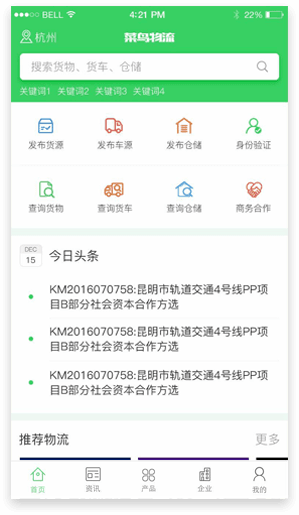 BELL 4:21 PM 22%
杭州 菜鸟物流
搜索货物、货车、仓储
关键词1 关键词2 关键词3 关键词4
发布货源 发布车源 发布仓储 身份验证
查询货物 查询货车 查询仓储 商务合作
DEC
15
今日头条
KM2016070758:昆明市轨道交通4号线PP项
目B部分社会资本合作方选
KM2016070758:昆明市轨道交通4号线PP项
目B部分社会资本合作方选
KM2016070758:昆明市轨道交通4号线PP项
目B部分社会资本合作方选
推荐物流 更多
首页 资讯 产品 企业 我的